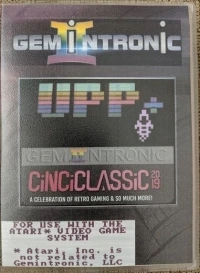 GEMINTRONIC
UPP
GEMINTRONIC
CiNCiCLASSiC 2019
A CELEBRATION OF RETRO GAMING & SO MUCH MORE!
FOR USE WITH THE
ATARI* VIDEO GAME
SYSTEM
* Atari, Inc. is
not related to
Gemintronic, LLC